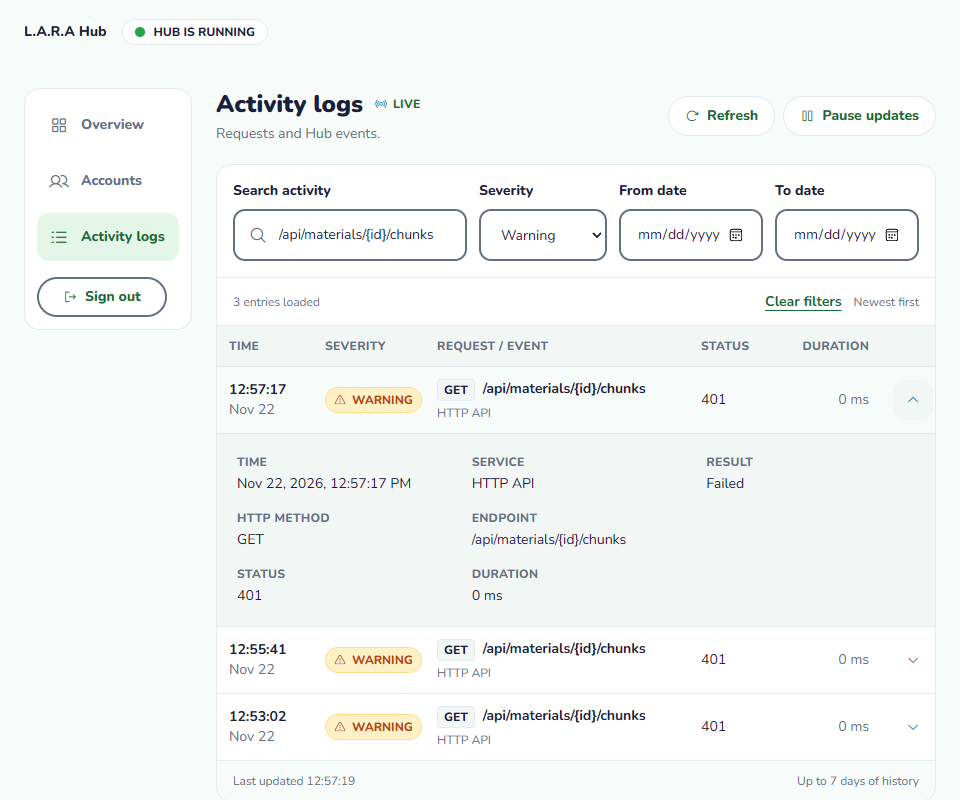 L.A.R.A Hub
HUB IS RUNNING
Overview
Accounts
Activity logs
Sign out
Activity logs
LIVE
Requests and Hub events.
Refresh
Pause updates
Search activity
Severity
From date
To date
/api/materials/{id}/chunks
Warning
mm/dd/yyyy
mm/dd/yyyy
3 entries loaded
Clear filters
Newest first
TIME SEVERITY REQUEST / EVENT STATUS DURATION
12:57:17
Nov 22
WARNING
GET /api/materials/{id}/chunks
HTTP API
401
0 ms
TIME
Nov 22, 2026, 12:57:17 PM
SERVICE
HTTP API
RESULT
Failed
HTTP METHOD
GET
ENDPOINT
/api/materials/{id}/chunks
STATUS
401
DURATION
0 ms
12:55:41
Nov 22
WARNING
GET /api/materials/{id}/chunks
HTTP API
401
0 ms
12:53:02
Nov 22
WARNING
GET /api/materials/{id}/chunks
HTTP API
401
0 ms
Last updated 12:57:19
Up to 7 days of history